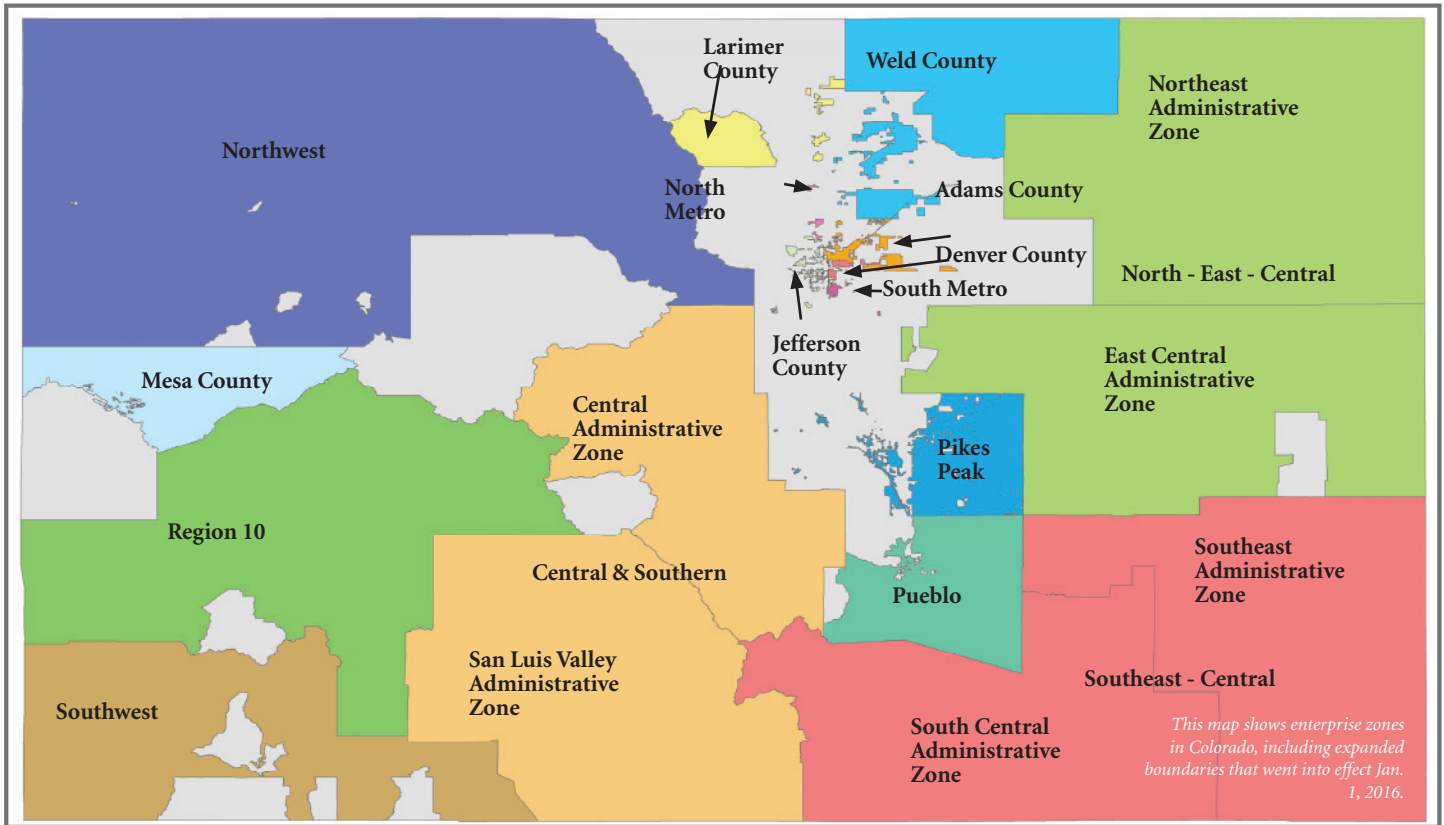 Larimer
County
Weld County
Northeast
Administrative
Zone
Northwest
North
Metro
Adams County
Denver County
North - East - Central
South Metro
Jefferson
County
East Central
Administrative
Zone
Mesa County
Central
Administrative
Zone
Pikes
Peak
Region 10
Southeast
Administrative
Zone
Central & Southern
Pueblo
San Luis Valley
Administrative
Zone
Southeast - Central
Southwest
South Central
Administrative
Zone
This map shows enterprise zones
in Colorado, including expanded
boundaries that went into effect Jan.
1, 2016.